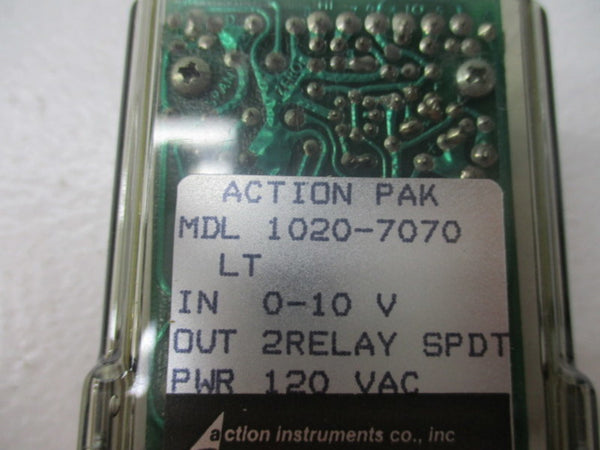 ACTION PAK
MDL 1020-7070
LT
IN 0-10 V
OUT 2RELAY SPDT
PWR 120 VAC
action instruments co., inc